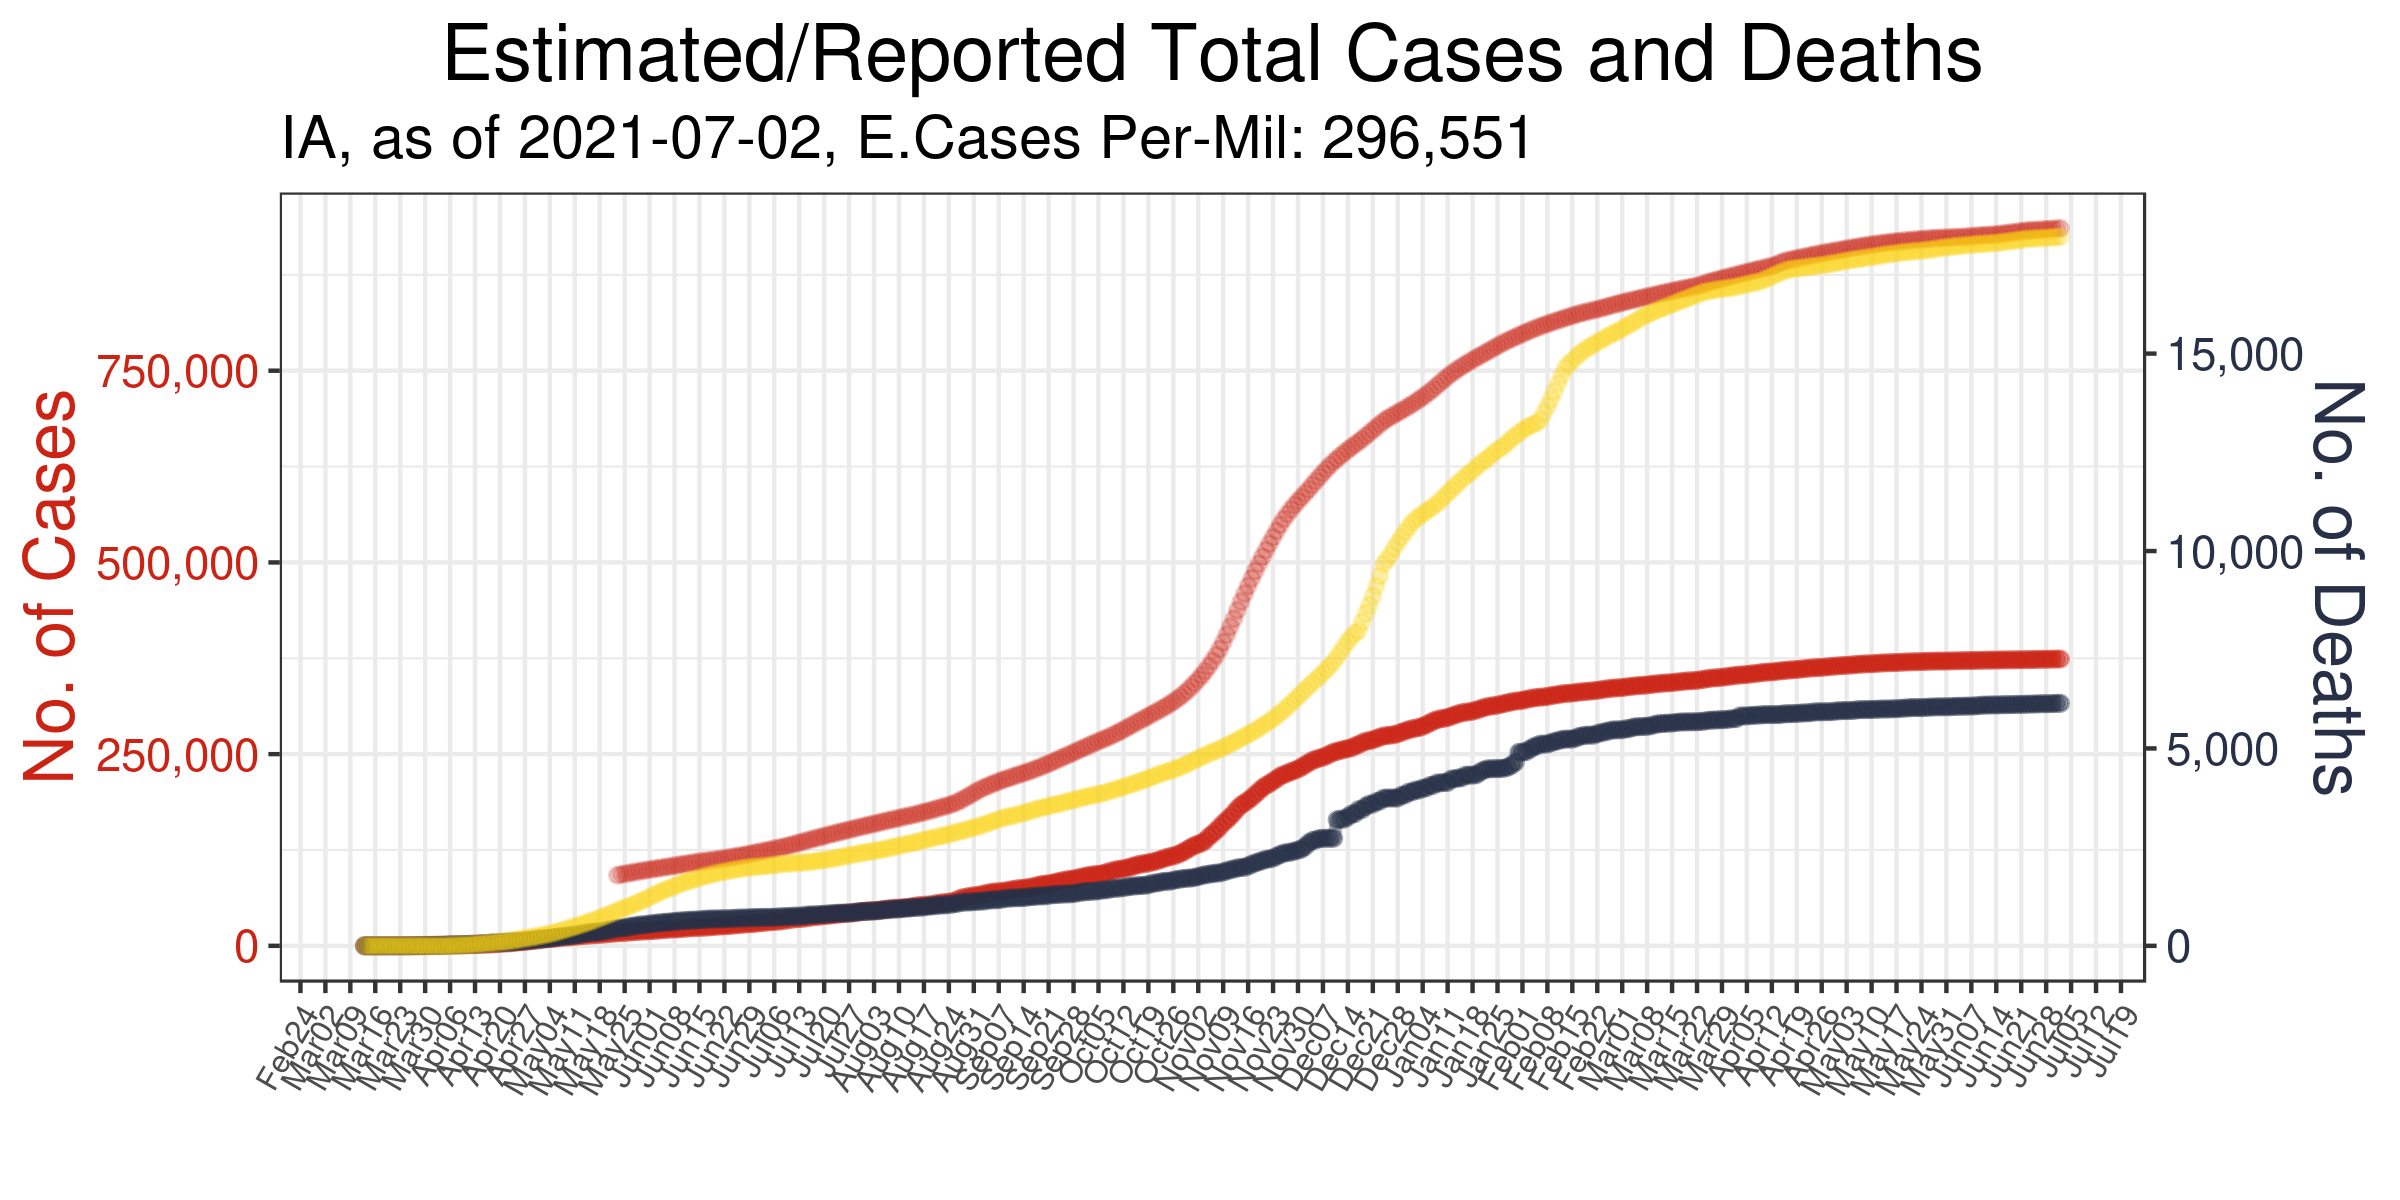 Estimated/Reported Total Cases and Deaths
IA, as of 2021-07-02, E.Cases Per-Mil: 296,551
No. of Cases
750,000
500,000
250,000
0
15,000
10,000
5,000
0
No. of Deaths
Feb24
Mar02
Mar09
Mar16
Mar23
Mar30
Apr06
Apr13
Apr20
Apr27
May04
May11
May18
May25
Jun01
Jun08
Jun15
Jun22
Jun29
Jul06
Jul13
Jul20
Jul27
Aug03
Aug10
Aug17
Aug24
Aug31
Sep07
Sep14
Sep21
Sep28
Oct05
Oct12
Oct19
Oct26
Nov02
Nov09
Nov16
Nov23
Nov30
Dec07
Dec14
Dec21
Dec28
Jan04
Jan11
Jan18
Jan25
Feb01
Feb08
Feb15
Feb22
Mar01
Mar08
Mar15
Mar22
Mar29
Apr05
Apr12
Apr19
Apr26
May03
May10
May17
May24
May31
Jun07
Jun14
Jun21
Jun28
Jul05
Jul12
Jul19